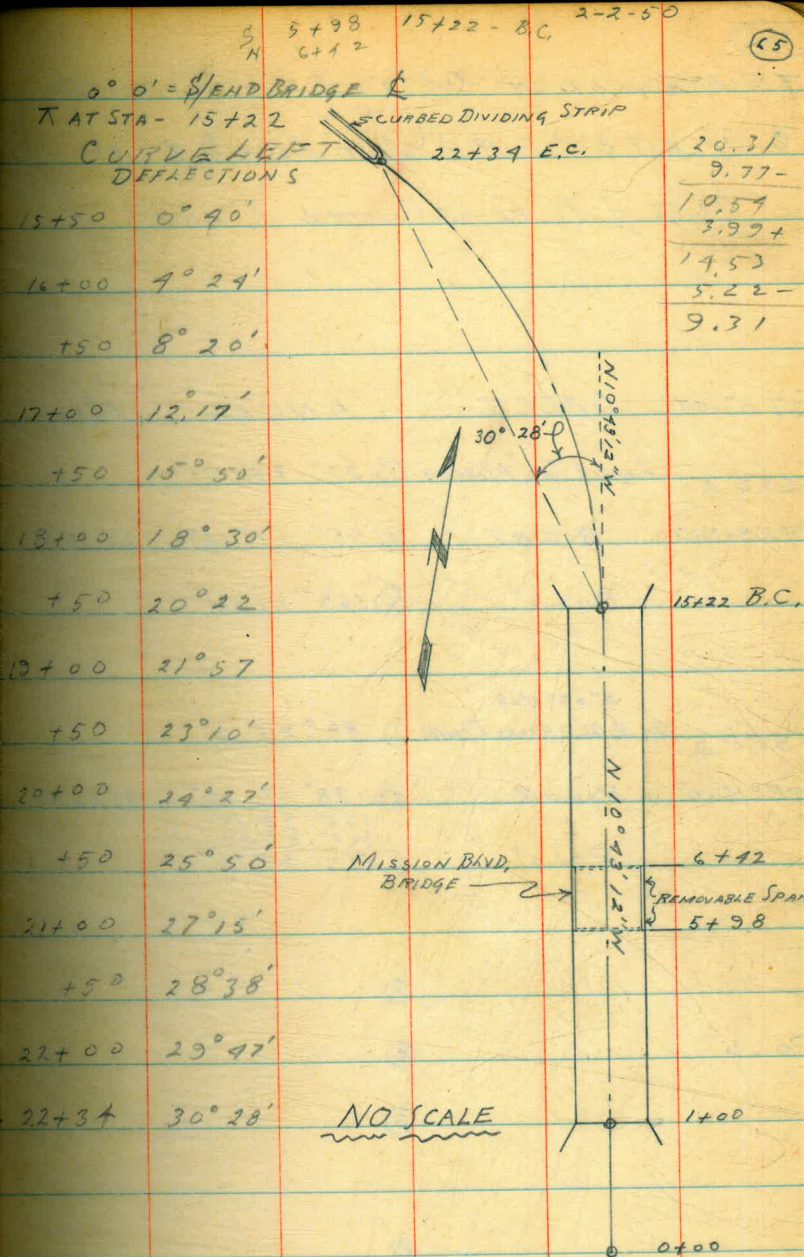 S 5+98 15+22 - B.C. 2-2-50
N 6+42
65
0° 0' = S/END BRIDGE ℄
⊼ AT STA - 15+22
CURBED DIVIDING STRIP
CURVE LEFT
DEFLECTIONS
22+34 E.C.
20.31
9.77-
10.54
3.99+
14.53
5.22-
9.31
15+50 0° 40'
16+00 4° 24'
+50 8° 20'
17+00 12° 17'
+50 15° 50'
18+00 18° 30'
+50 20° 22
19+00 21° 57
+50 23° 10'
20+00 24° 27'
+50 25° 50'
21+00 27° 15'
+50 28° 38'
22+00 29° 47'
22+34 30° 28'
30° 28'
N10°43'12"W
N
15+22 B.C.
N 10° 43' 12" W
MISSION BLVD.
BRIDGE
6+42
REMOVABLE SPAN
5+98
NO SCALE
1+00
0+00